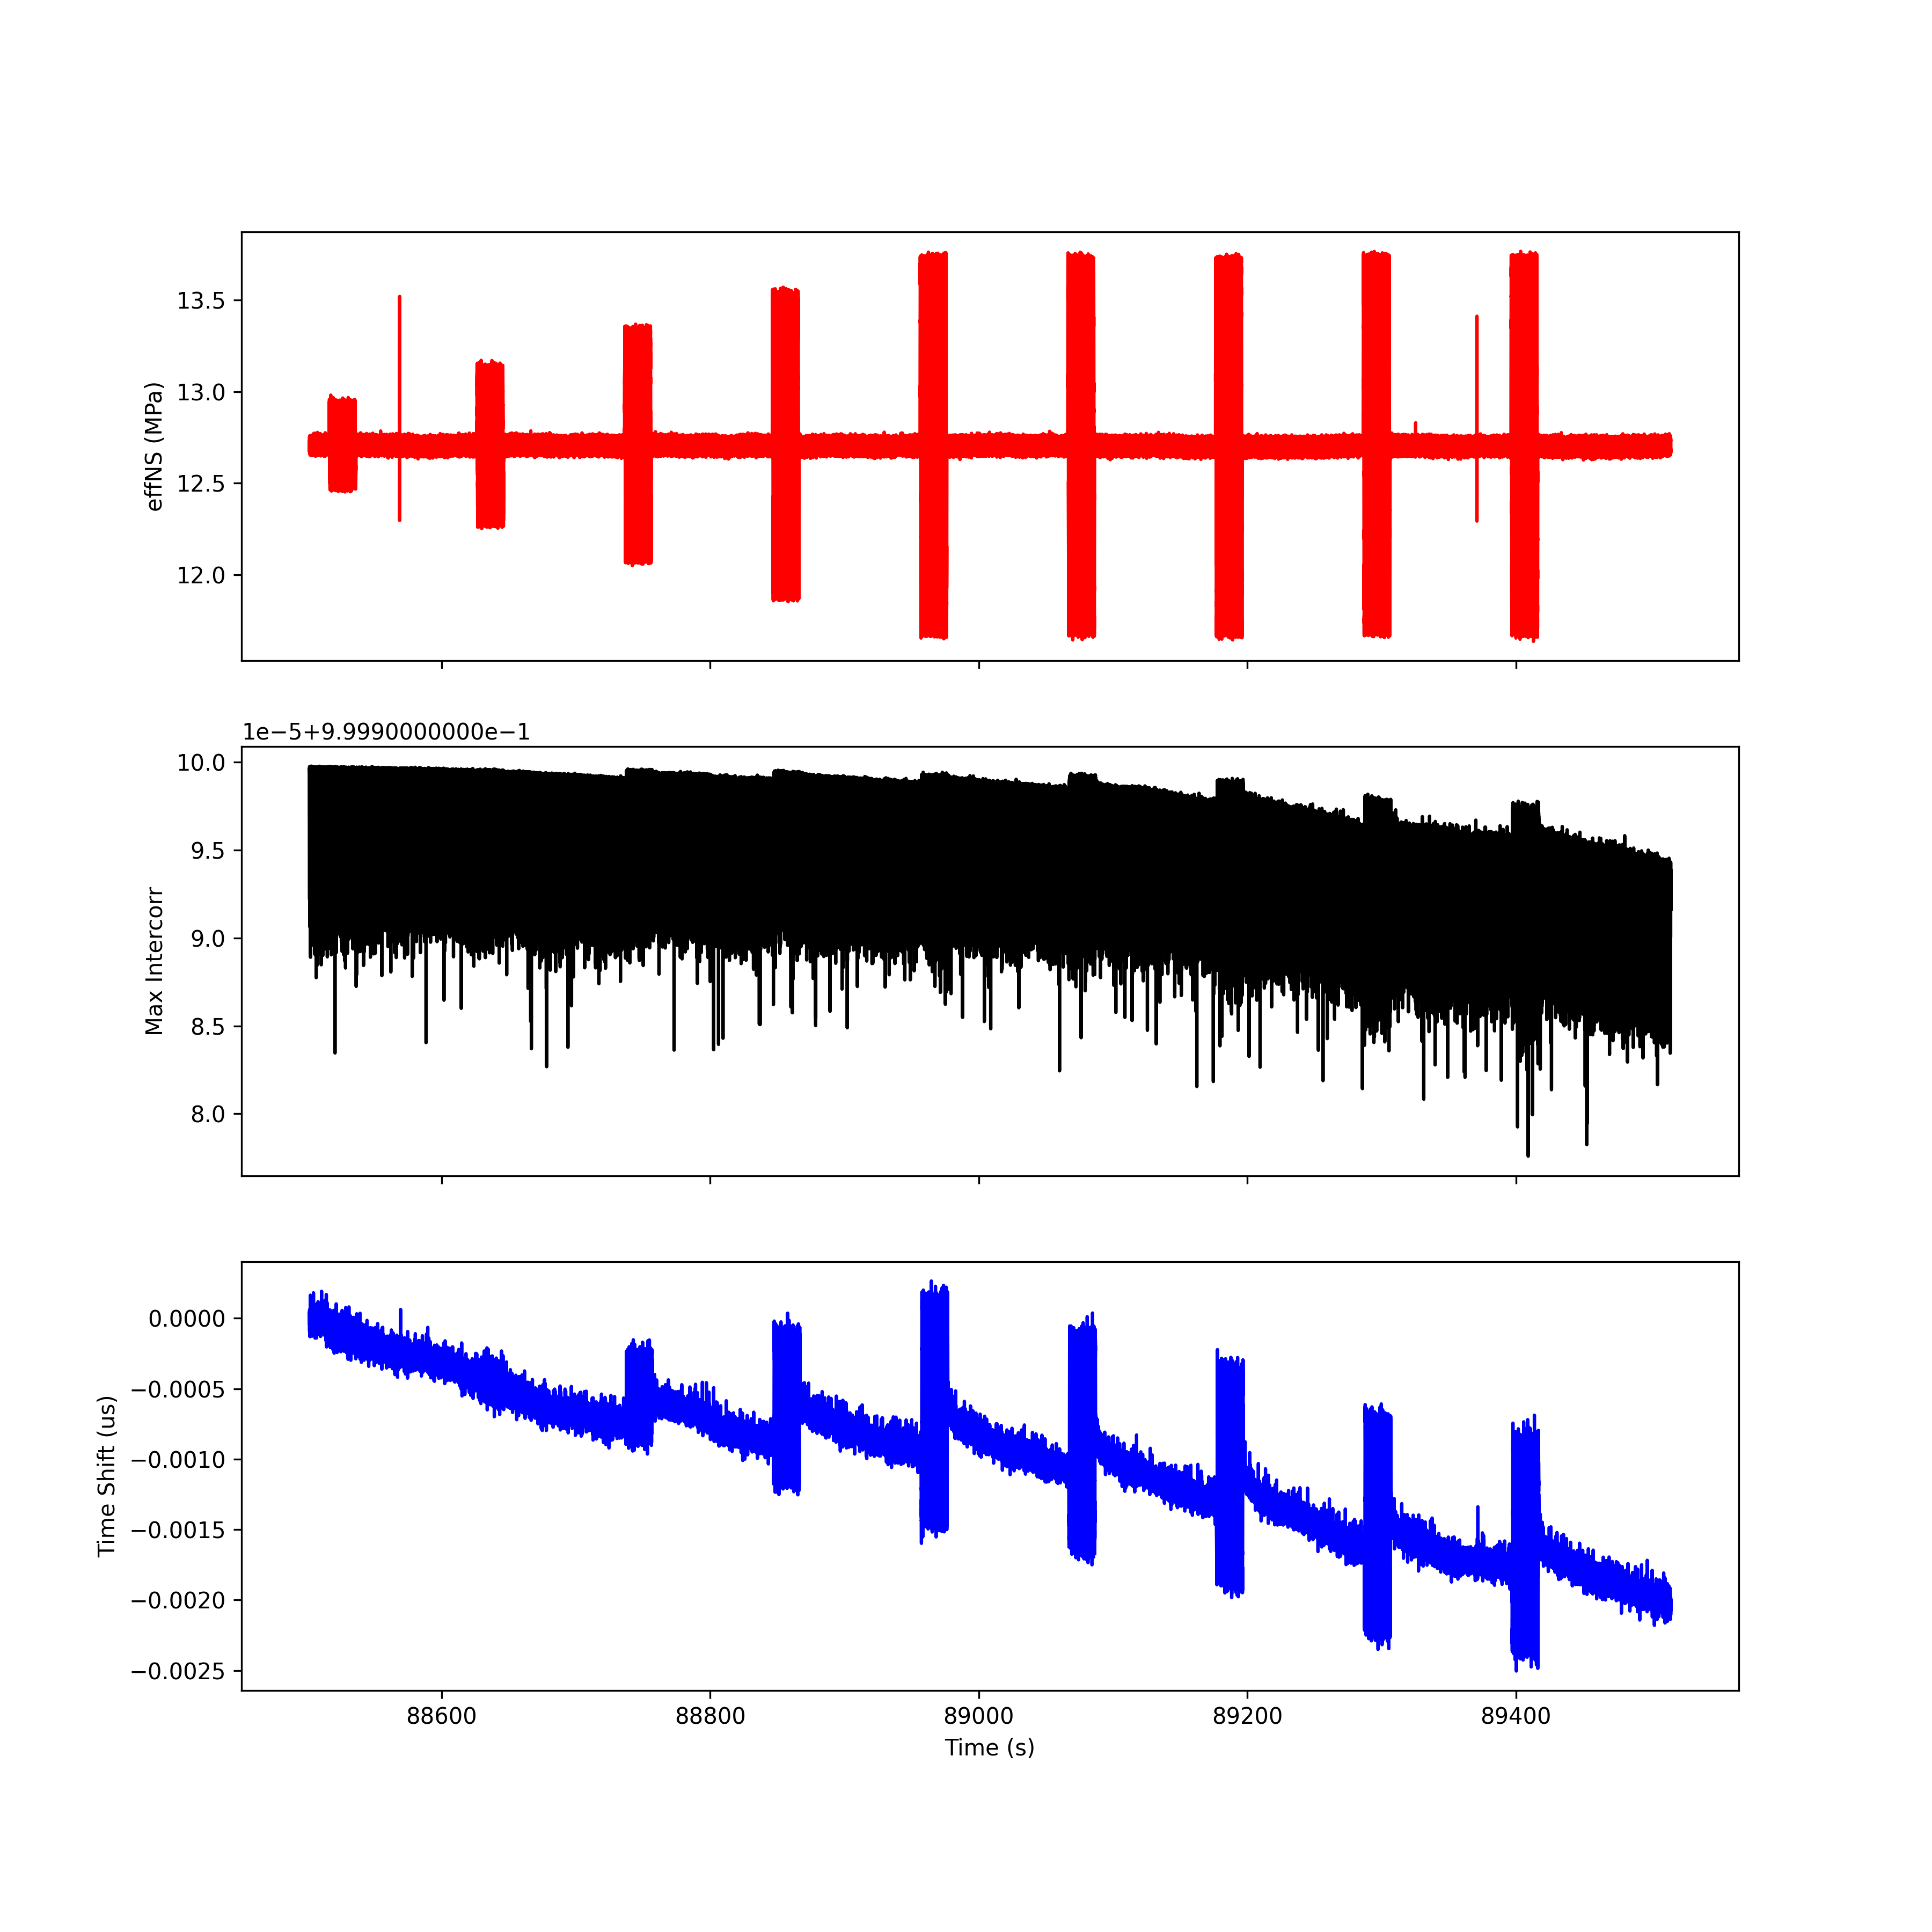 13.5
13.0
12.5
12.0
effNS (MPa)
1e−5+9.9990000000e−1
10.0
9.5
9.0
8.5
8.0
Max Intercorr
0.0000
−0.0005
−0.0010
−0.0015
−0.0020
−0.0025
Time Shift (us)
88600 88800 89000 89200 89400
Time (s)